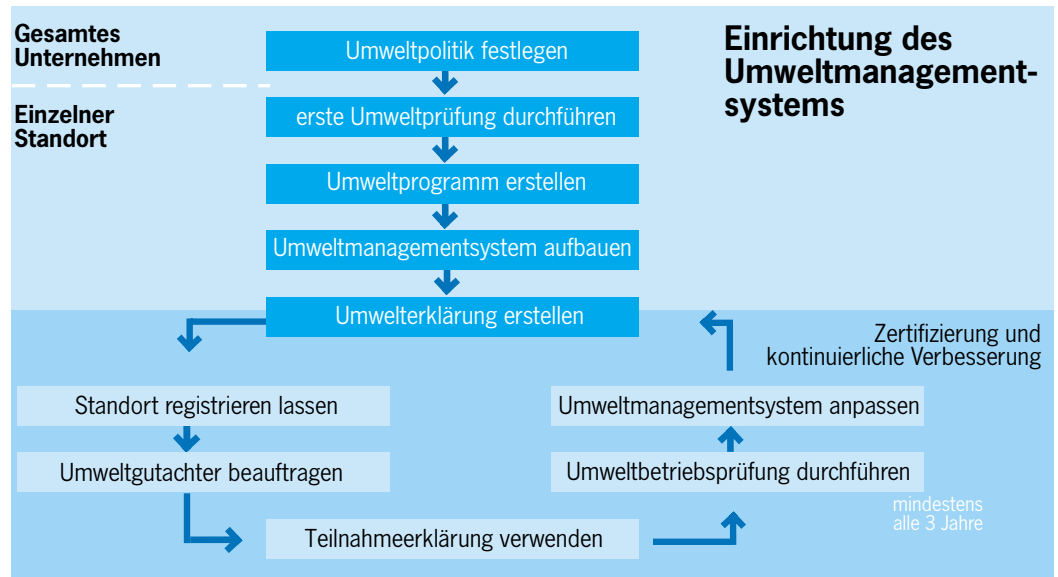 Gesamtes
Unternehmen
Einzelner
Standort
Umweltpolitik festlegen
erste Umweltprüfung durchführen
Umweltprogramm erstellen
Umweltmanagementsystem aufbauen
Umwelterklärung erstellen
Einrichtung des
Umweltmanagement-
systems
Zertifizierung und
kontinuierliche Verbesserung
Standort registrieren lassen
Umweltgutachter beauftragen
Teilnahmeerklärung verwenden
Umweltmanagementsystem anpassen
Umweltbetriebsprüfung durchführen
mindestens
alle 3 Jahre